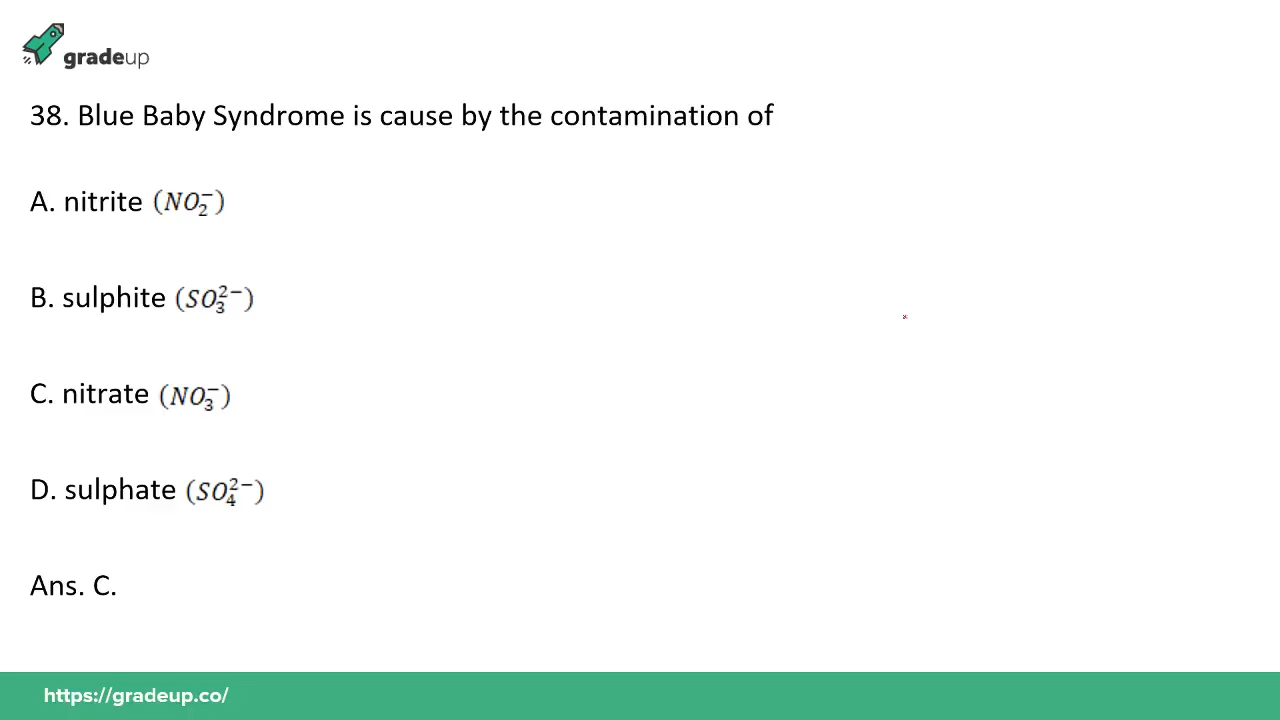 gradeup
38. Blue Baby Syndrome is cause by the contamination of
A. nitrite (NO₂⁻)
B. sulphite (SO₃²⁻)
C. nitrate (NO₃⁻)
D. sulphate (SO₄²⁻)
Ans. C.
https://gradeup.co/